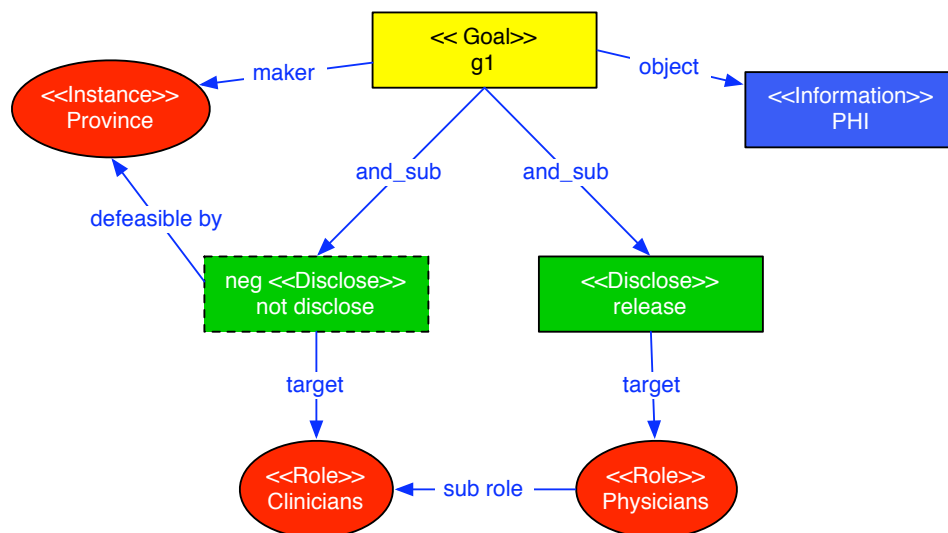 << Goal>>
g1
maker
object
<<Instance>>
Province
<<Information>>
PHI
and_sub
and_sub
defeasible by
neg <<Disclose>>
not disclose
<<Disclose>>
release
target
target
<<Role>>
Clinicians
sub role
<<Role>>
Physicians